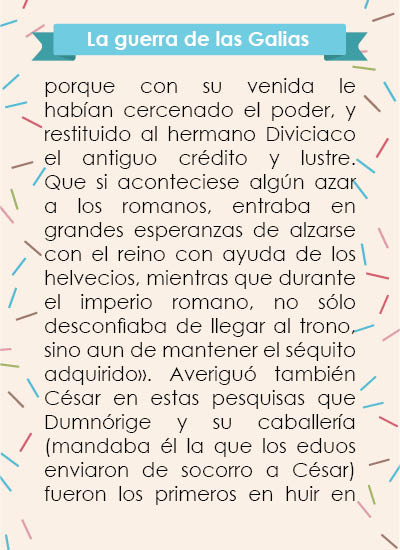 La guerra de las Galias
porque con su venida le
habían cercenado el poder, y
restituido al hermano Diviciaco
el antiguo crédito y lustre.
Que si aconteciese algún azar
a los romanos, entraba en
grandes esperanzas de alzarse
con el reino con ayuda de los
helvecios, mientras que durante
el imperio romano, no sólo
desconfiaba de llegar al trono,
sino aun de mantener el séquito
adquirido». Averiguó también
César en estas pesquisas que
Dumnórige y su caballería
(mandaba él la que los eduos
enviaron de socorro a César)
fueron los primeros en huir en